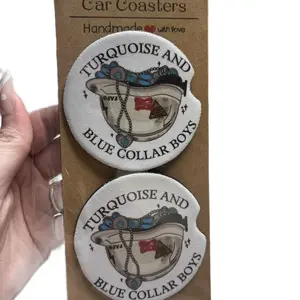 Car Coasters
Handmade with love
TURQUOISE AND
BLUE COLLAR BOYS
TURQUOISE AND
BLUE COLLAR BOYS